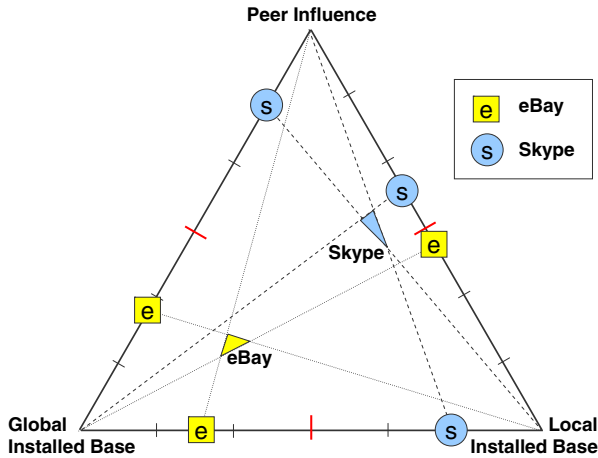 Peer Influence
s
e
eBay
s
Skype
s
Skype
e
e
eBay
Global
Installed Base
e
s
Local
Installed Base